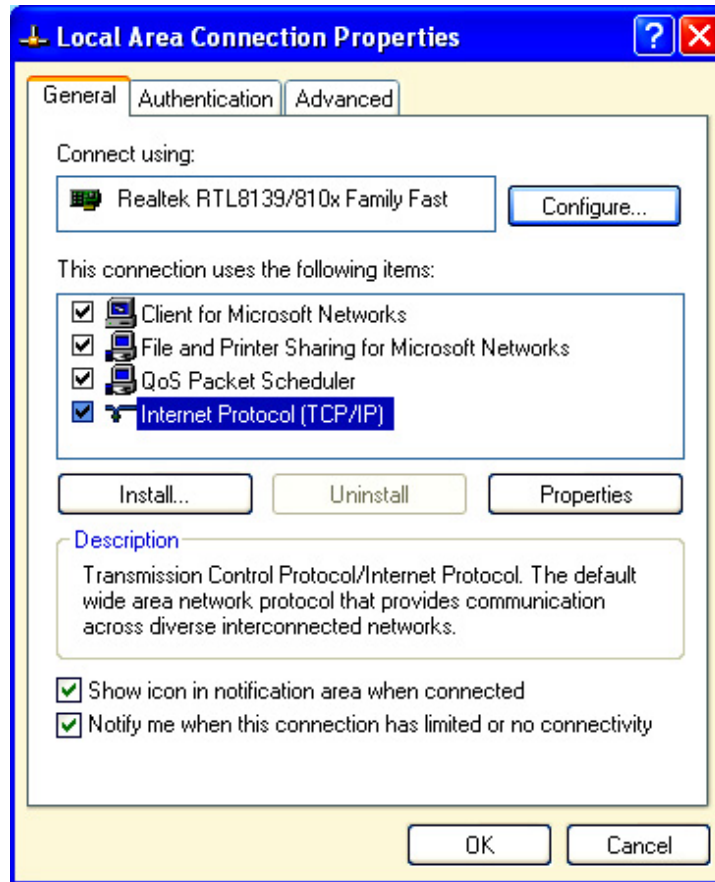 Local Area Connection Properties
?
General Authentication Advanced
Connect using:
Realtek RTL8139/810x Family Fast
Configure...
This connection uses the following items:
Client for Microsoft Networks
File and Printer Sharing for Microsoft Networks
QoS Packet Scheduler
Internet Protocol (TCP/IP)
Install... Uninstall Properties
Description
Transmission Control Protocol/Internet Protocol. The default
wide area network protocol that provides communication
across diverse interconnected networks.
Show icon in notification area when connected
Notify me when this connection has limited or no connectivity
OK Cancel